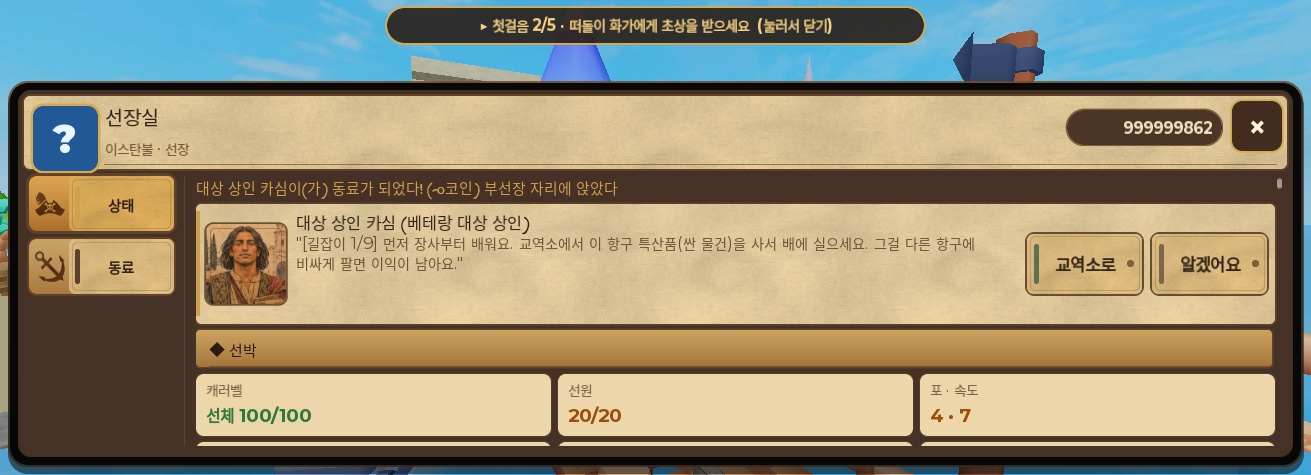 ▸ 첫걸음 2/5 · 떠돌이 화가에게 초상을 받으세요 (눌러서 닫기)
?
선장실
이스탄불 · 선장
999999862
×
상태
동료
대상 상인 카심이(가) 동료가 되었다! (-0코인) 부선장 자리에 앉았다
대상 상인 카심 (베테랑 대상 상인)
"[길잡이 1/9] 먼저 장사부터 배워요. 교역소에서 이 항구 특산품(싼 물건)을 사서 배에 실으세요. 그걸 다른 항구에
비싸게 팔면 이익이 남아요."
교역소로
알겠어요
◆ 선박
캐러벨
선체 100/100
선원
20/20
포 · 속도
4 · 7